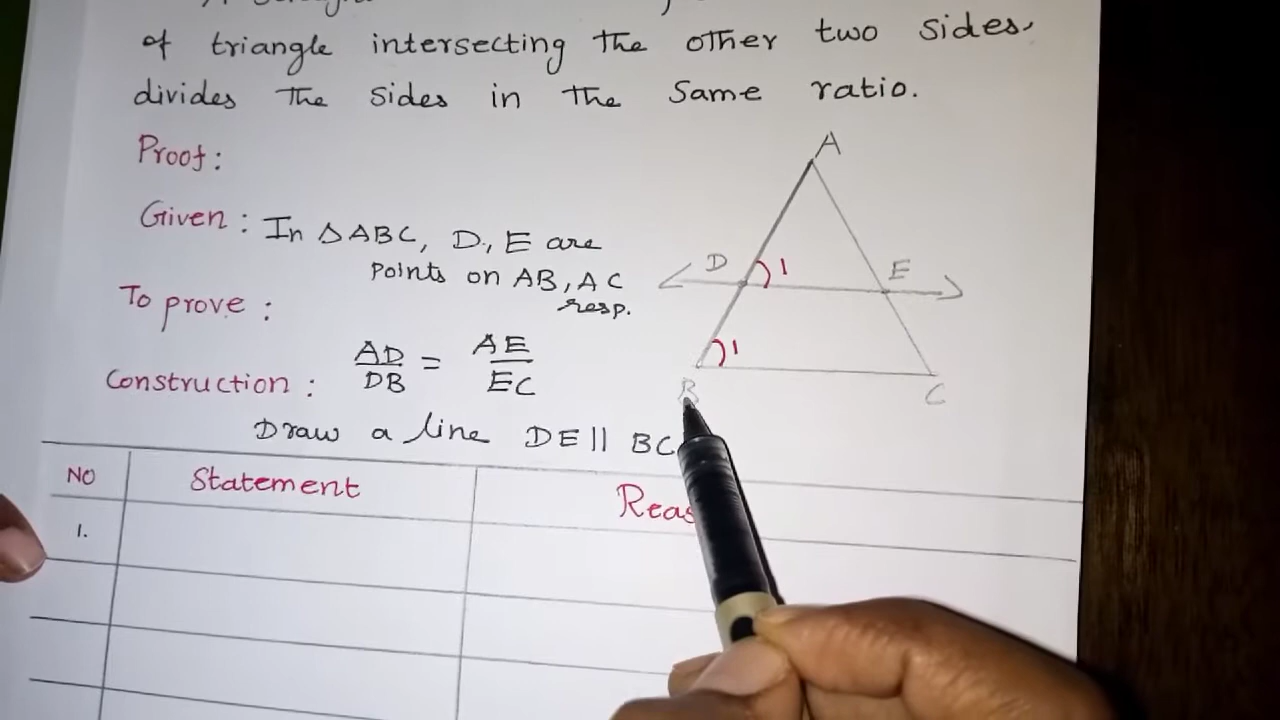 of triangle intersecting the other two sides,
divides the sides in the same ratio.
Proof:
Given: In △ABC, D, E are
points on AB, AC
resp.
To prove:
AD/DB = AE/EC
Construction:
Draw a line DE || BC
NO Statement Reas
1.
A
D 1 E
1
B C